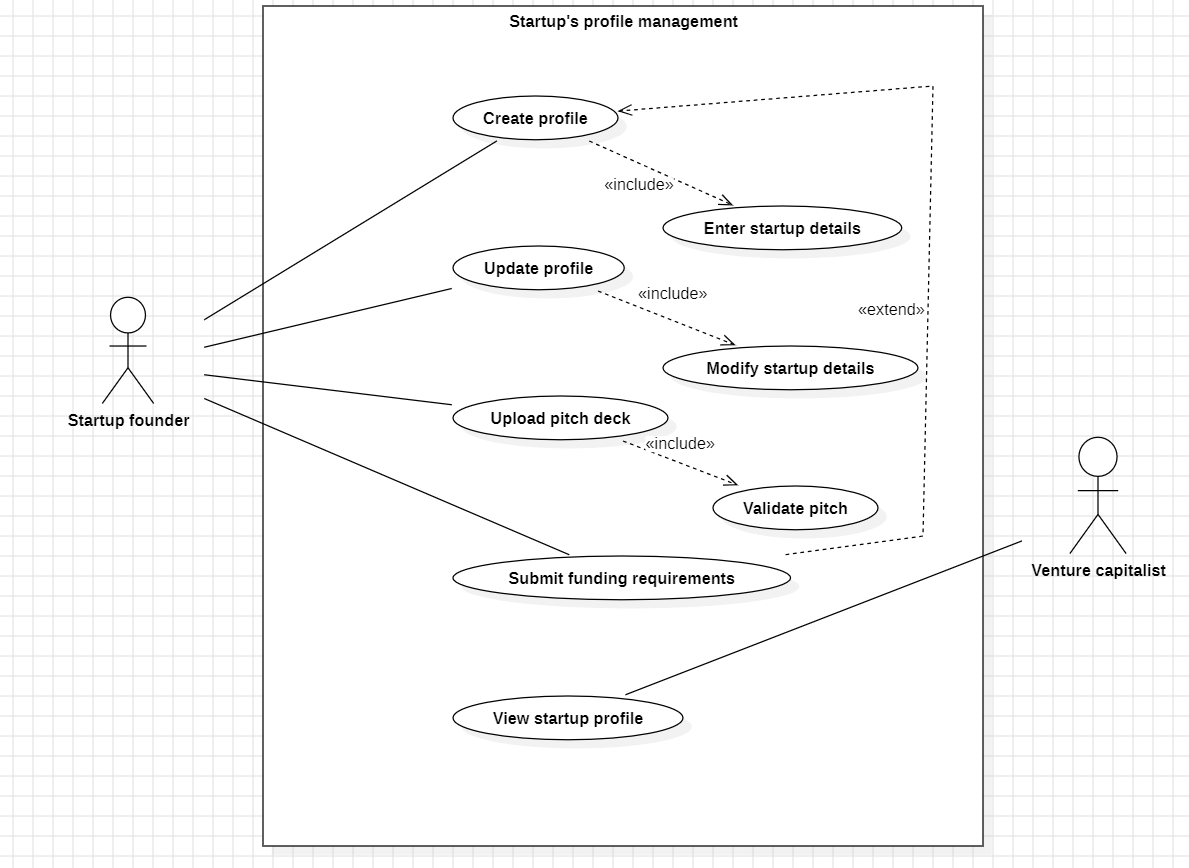 Startup's profile management
Create profile
«include»
Enter startup details
Update profile
«include»
«extend»
Modify startup details
Startup founder
Upload pitch deck
«include»
Validate pitch
Venture capitalist
Submit funding requirements
View startup profile